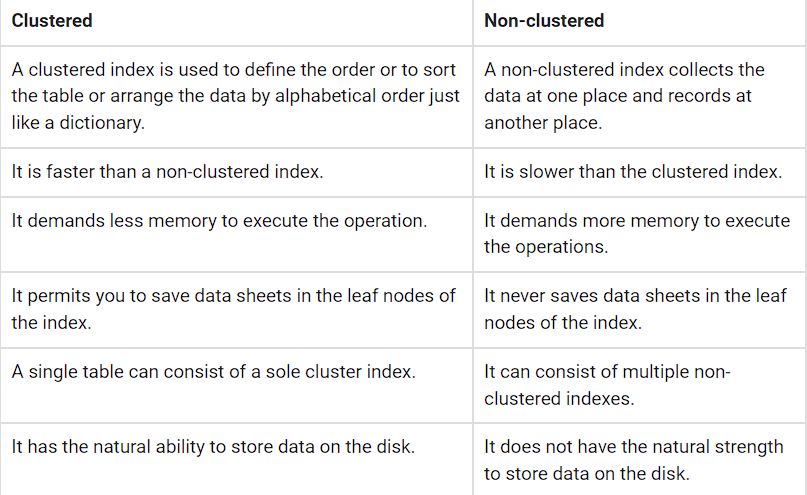 Clustered
Non-clustered
A clustered index is used to define the order or to sort
the table or arrange the data by alphabetical order just
like a dictionary.
A non-clustered index collects the
data at one place and records at
another place.
It is faster than a non-clustered index.
It is slower than the clustered index.
It demands less memory to execute the operation.
It demands more memory to execute
the operations.
It permits you to save data sheets in the leaf nodes of
the index.
It never saves data sheets in the leaf
nodes of the index.
A single table can consist of a sole cluster index.
It can consist of multiple non-
clustered indexes.
It has the natural ability to store data on the disk.
It does not have the natural strength
to store data on the disk.